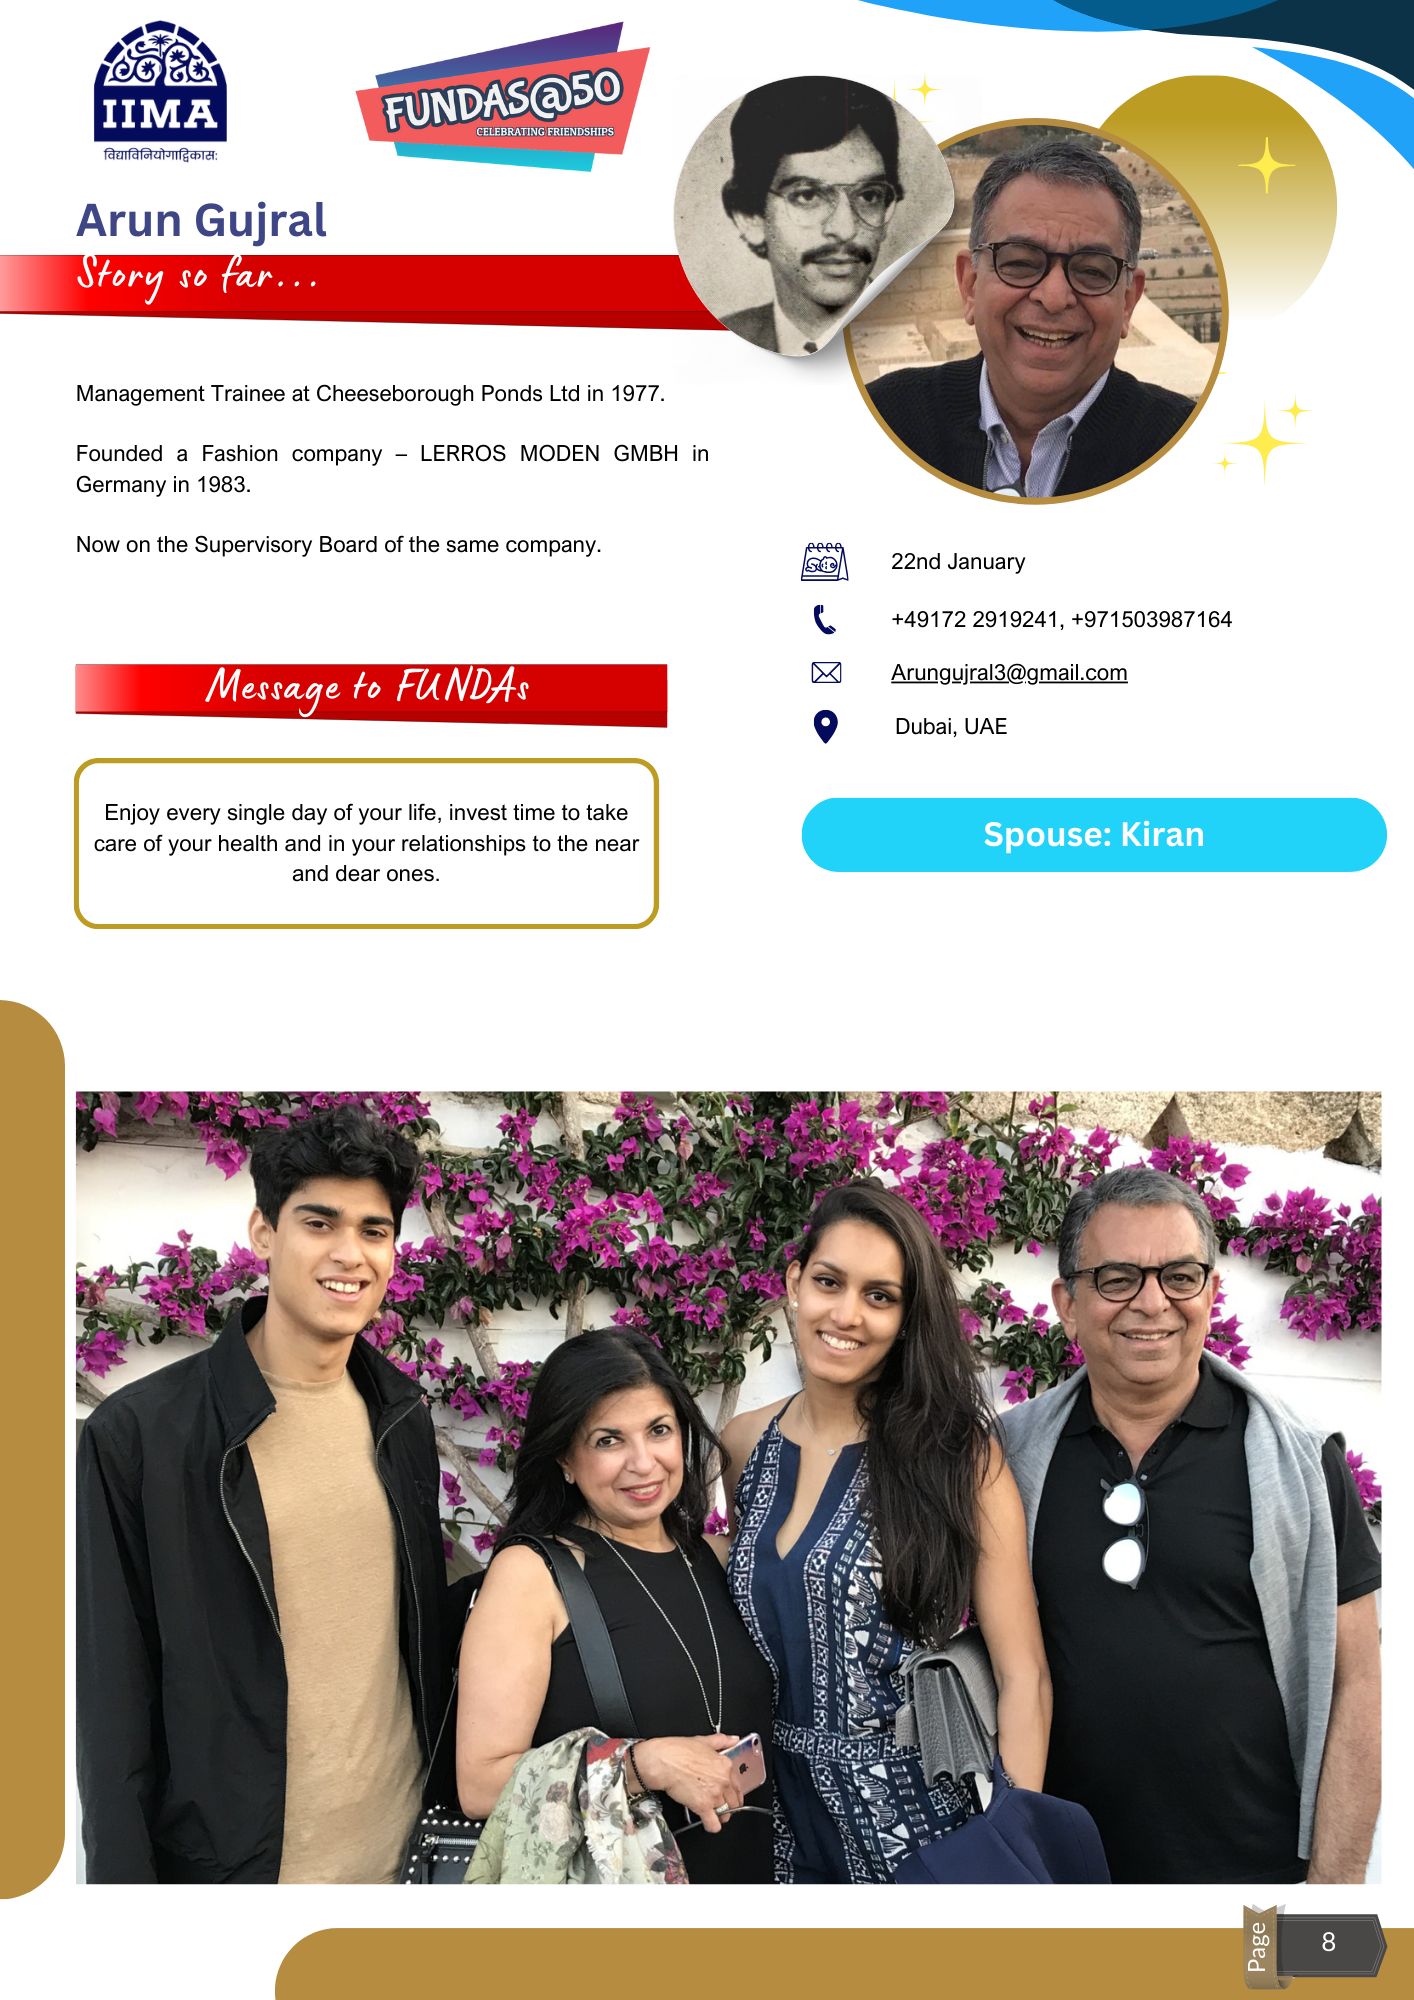 IIMA
विद्याविनियोगाद्विकास:
FUNDAS@50
CELEBRATING FRIENDSHIPS
Arun Gujral
Story so far...
Management Trainee at Cheeseborough Ponds Ltd in 1977.
Founded a Fashion company – LERROS MODEN GMBH in
Germany in 1983.
Now on the Supervisory Board of the same company.
22nd January
+49172 2919241, +971503987164
Arungujral3@gmail.com
Dubai, UAE
Message to FUNDAs
Enjoy every single day of your life, invest time to take
care of your health and in your relationships to the near
and dear ones.
Spouse: Kiran
Page
8